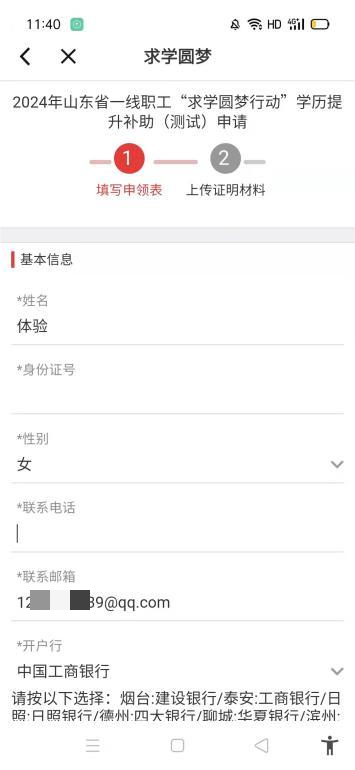 11:40
HD 4G
求学圆梦
2024年山东省一线职工“求学圆梦行动”学历提
升补助（测试）申请
1
2
填写申领表
上传证明材料
基本信息
*姓名
体验
*身份证号
*性别
女
*联系电话
*联系邮箱
12 39@qq.com
*开户行
中国工商银行
请按以下选择：烟台:建设银行/泰安:工商银行/日
照:日照银行/德州:四大银行/聊城:华夏银行/滨州: